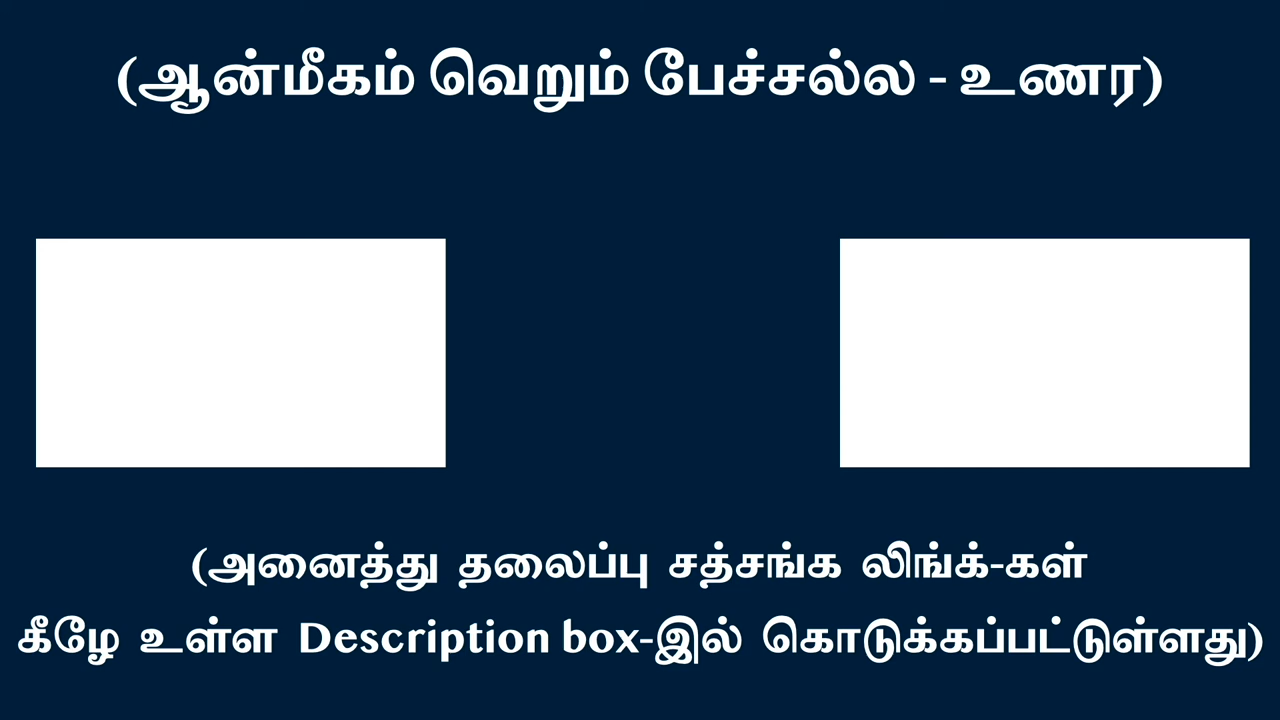 (ஆன்மீகம் வெறும் பேச்சல்ல - உணர)
(அனைத்து தலைப்பு சத்சங்க லிங்க்-கள்
கீழே உள்ள Description box-இல் கொடுக்கப்பட்டுள்ளது)